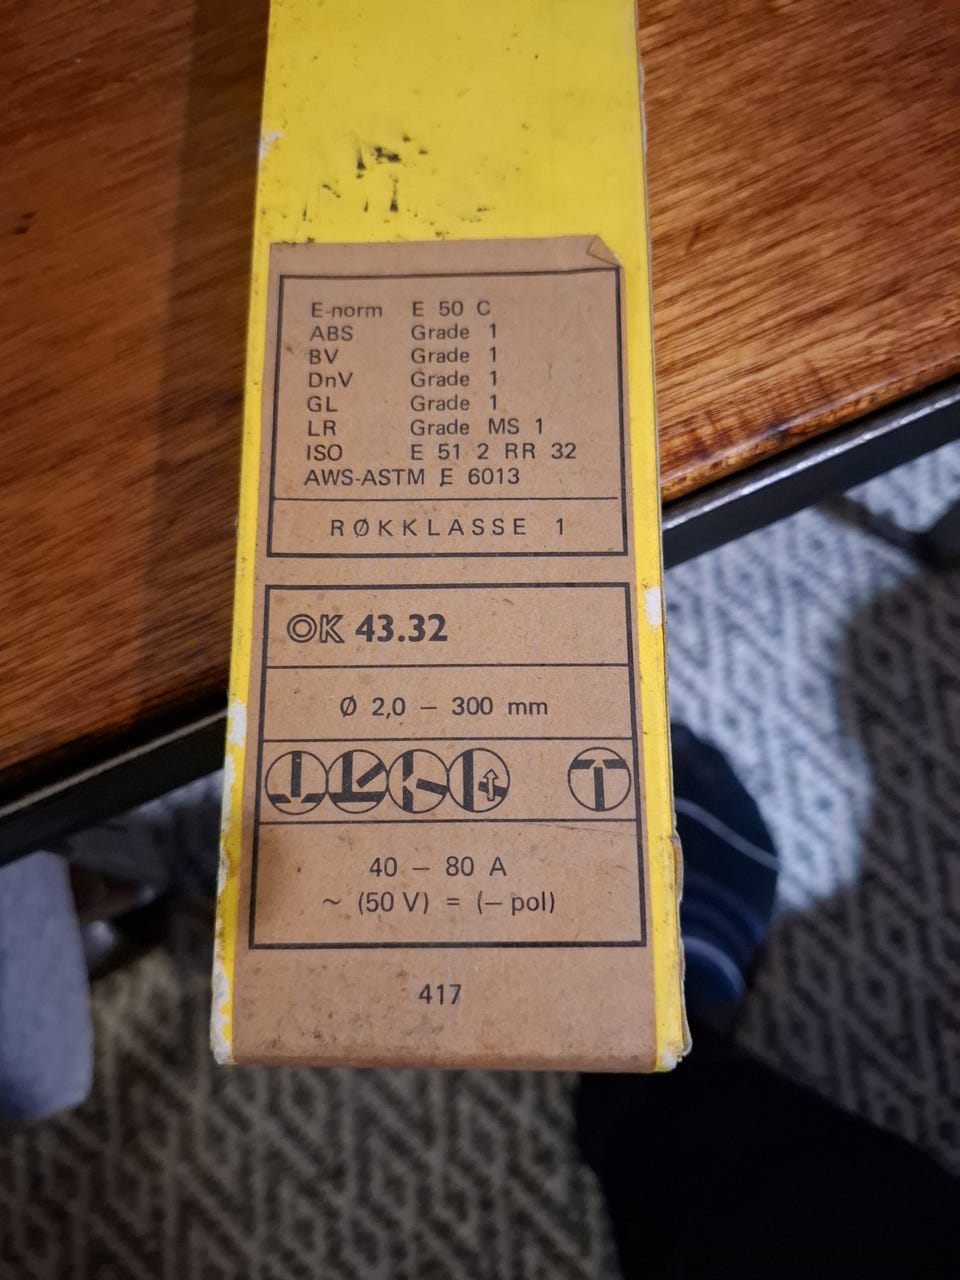 E-norm E 50 C
ABS Grade 1
BV Grade 1
DnV Grade 1
GL Grade 1
LR Grade MS 1
ISO E 51 2 RR 32
AWS-ASTM E 6013
RØKKLASSE 1
OK 43.32
Ø 2,0 – 300 mm
40 – 80 A
~ (50 V) = (– pol)
417